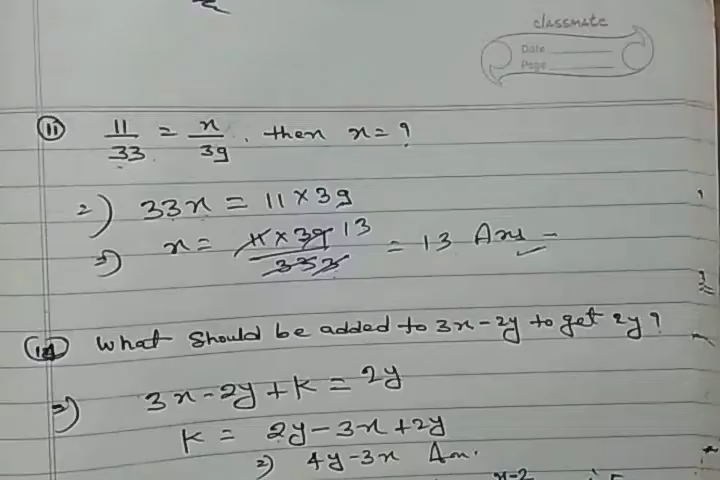 classmate
Date
Page
(11) 11/33 = x/39 . then x = ?
=) 33x = 11 × 39
=) x = 11 × 39 13 / 33 3 = 13 Ans
(12) What should be added to 3x-2y to get 2y?
=) 3x-2y+k = 2y
k = 2y-3x+2y
=) 4y-3x Ans.
x-2